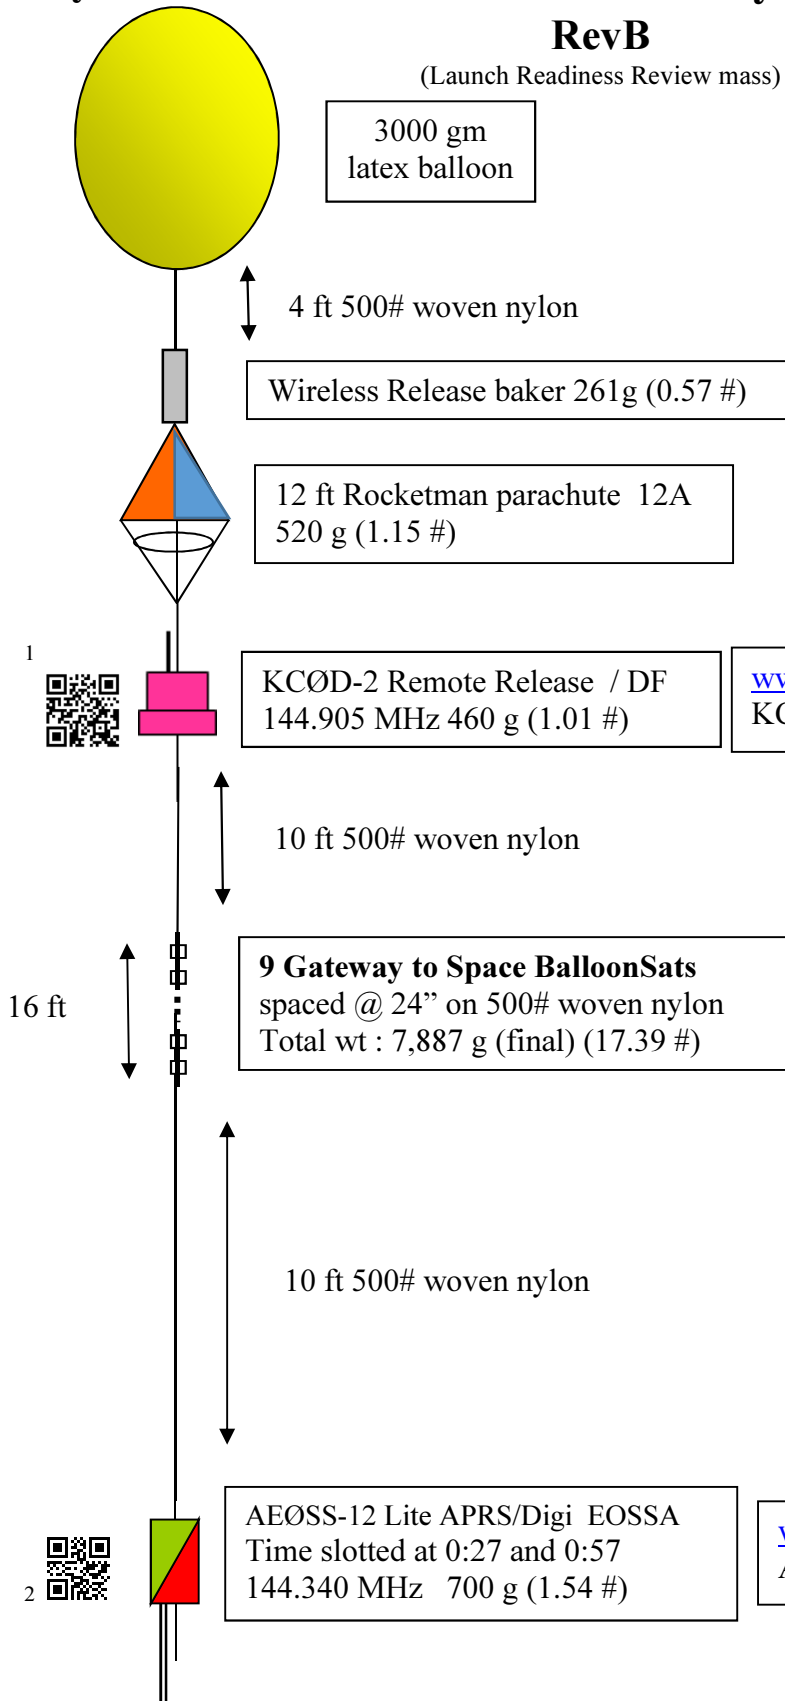 RevB
(Launch Readiness Review mass)
3000 gm
latex balloon
4 ft 500# woven nylon
Wireless Release baker 261g (0.57 #)
12 ft Rocketman parachute 12A
520 g (1.15 #)
1
KCØD-2 Remote Release / DF
144.905 MHz 460 g (1.01 #)
KC
10 ft 500# woven nylon
16 ft
9 Gateway to Space BalloonSats
spaced @ 24” on 500# woven nylon
Total wt : 7,887 g (final) (17.39 #)
10 ft 500# woven nylon
2
AEØSS-12 Lite APRS/Digi EOSSA
Time slotted at 0:27 and 0:57
144.340 MHz 700 g (1.54 #)
A